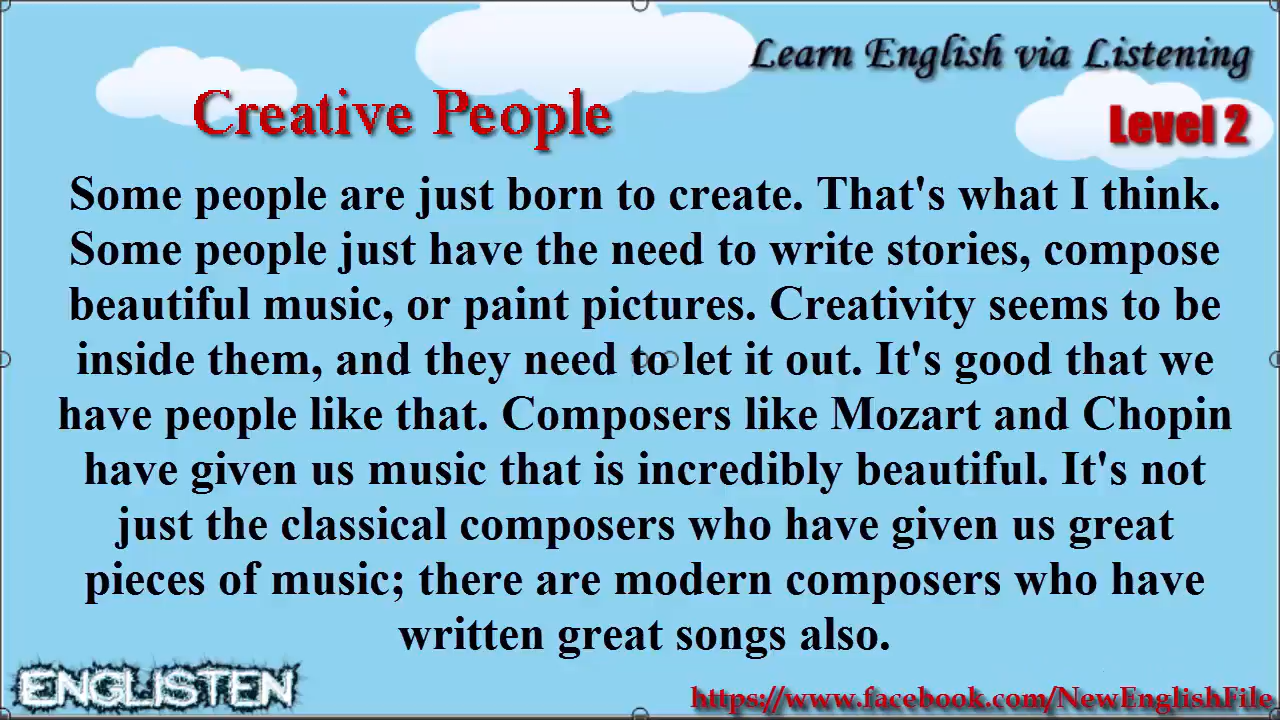 Learn English via Listening
Creative People
Level 2
Some people are just born to create. That's what I think.
Some people just have the need to write stories, compose
beautiful music, or paint pictures. Creativity seems to be
inside them, and they need to let it out. It's good that we
have people like that. Composers like Mozart and Chopin
have given us music that is incredibly beautiful. It's not
just the classical composers who have given us great
pieces of music; there are modern composers who have
written great songs also.
ENGLISTEN
https://www.facebook.com/NewEnglishFile